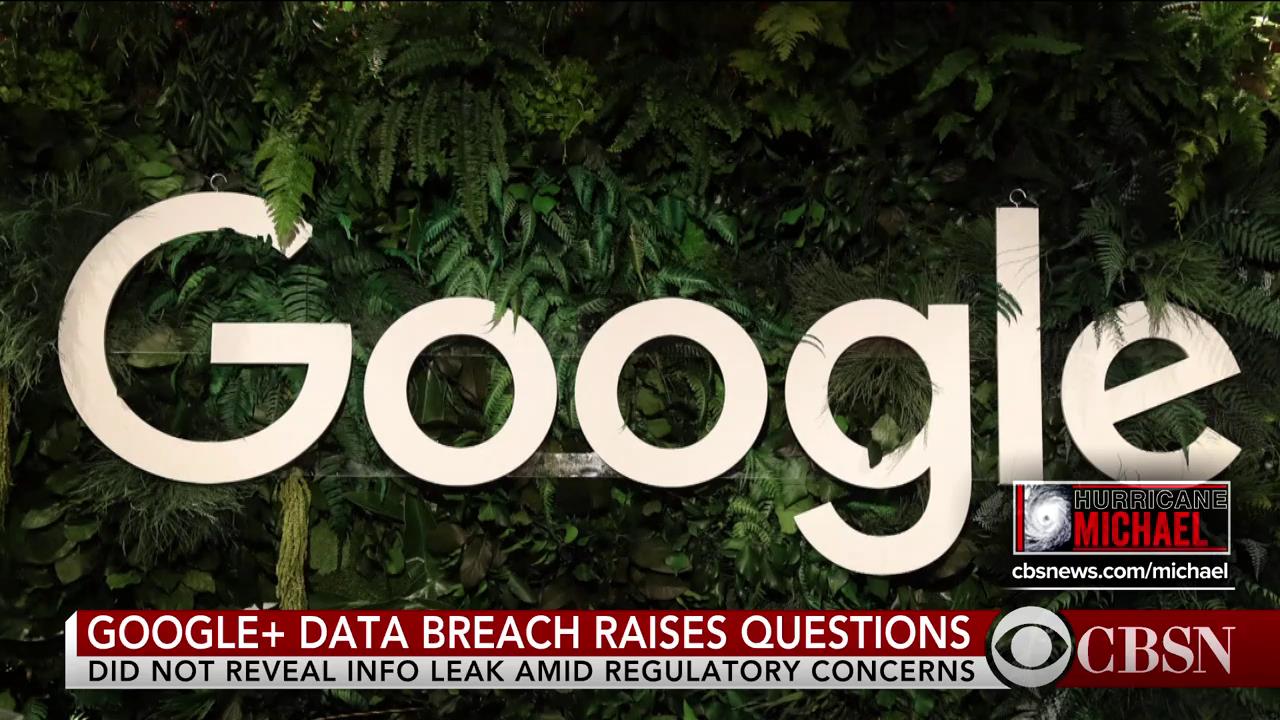 Google
HURRICANE
MICHAEL
cbsnews.com/michael
GOOGLE+ DATA BREACH RAISES QUESTIONS
DID NOT REVEAL INFO LEAK AMID REGULATORY CONCERNS
CBSN